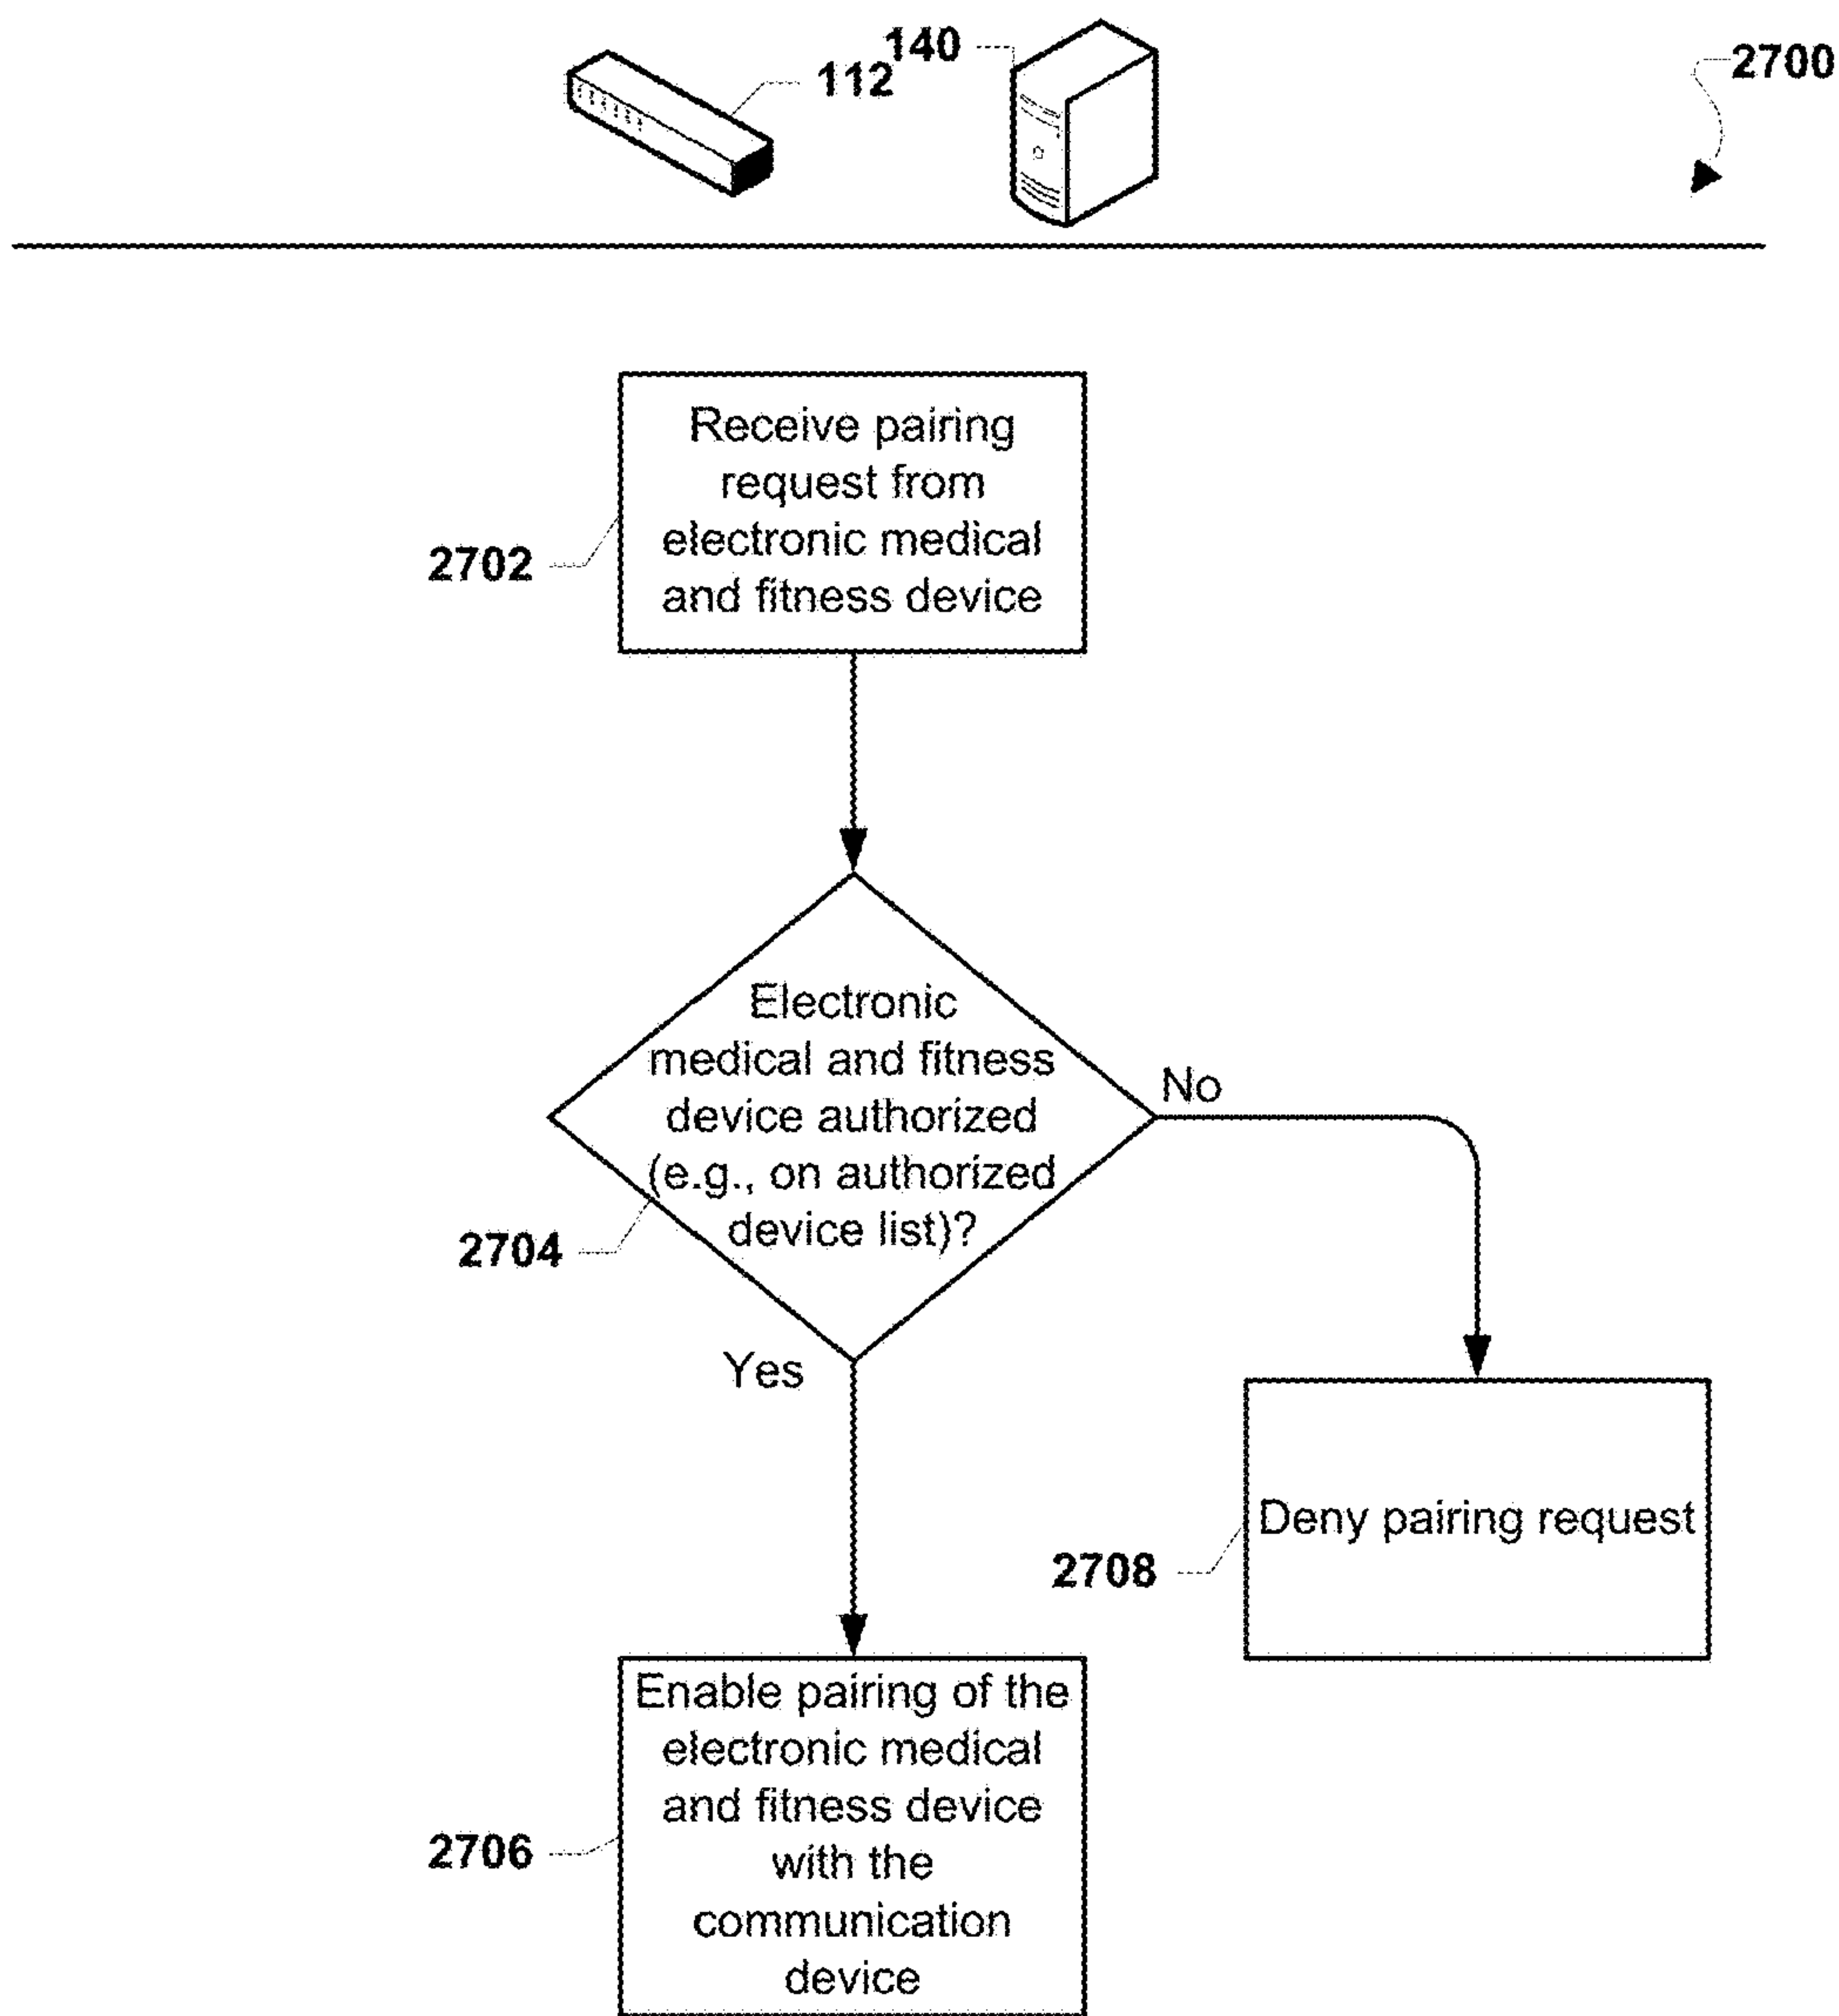 112
140
2700
Receive pairing
request from
electronic medical
and fitness device
2702
Electronic
medical and fitness
device authorized
(e.g., on authorized
device list)?
2704
No
Yes
Deny pairing request
2708
Enable pairing of the
electronic medical
and fitness device
with the
communication
device
2706